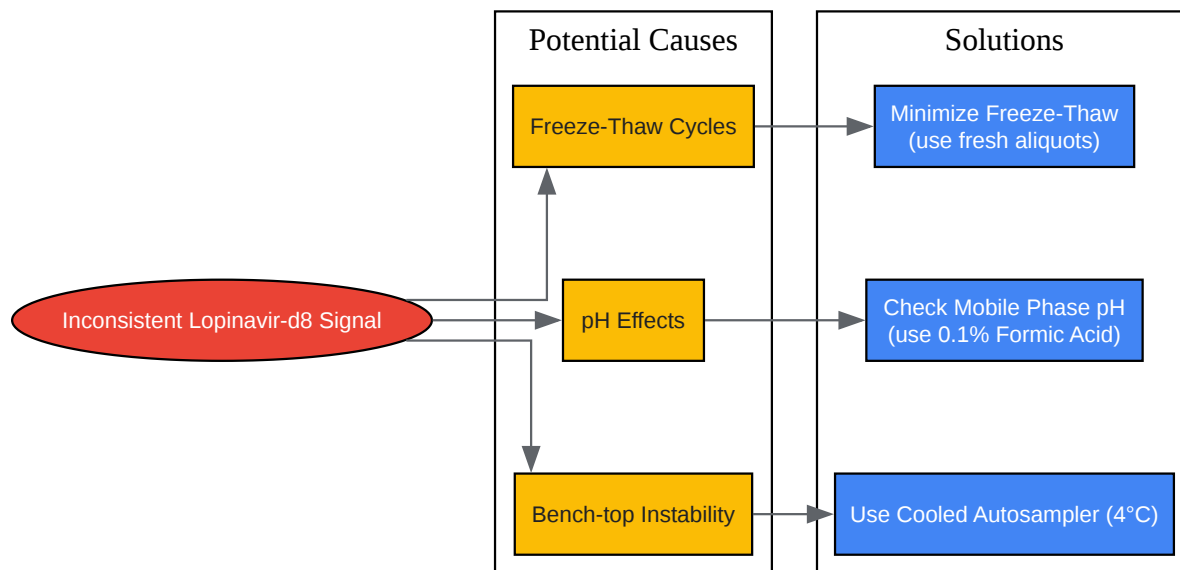 Potential Causes
Solutions
Freeze-Thaw Cycles
Minimize Freeze-Thaw
(use fresh aliquots)
Inconsistent Lopinavir-d8 Signal
pH Effects
Check Mobile Phase pH
(use 0.1% Formic Acid)
Bench-top Instability
Use Cooled Autosampler (4°C)